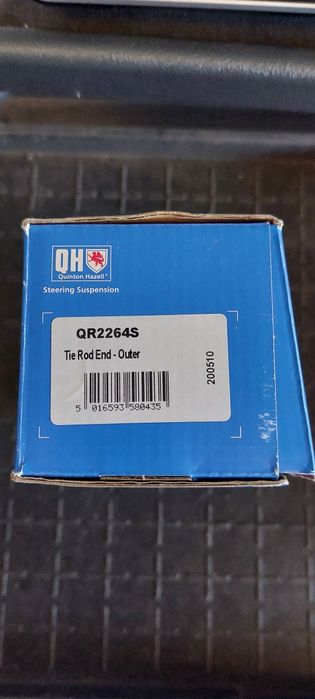 QH
Quinton Hazell®
Steering Suspension
QR2264S
Tie Rod End - Outer
200510
5 016593 580435